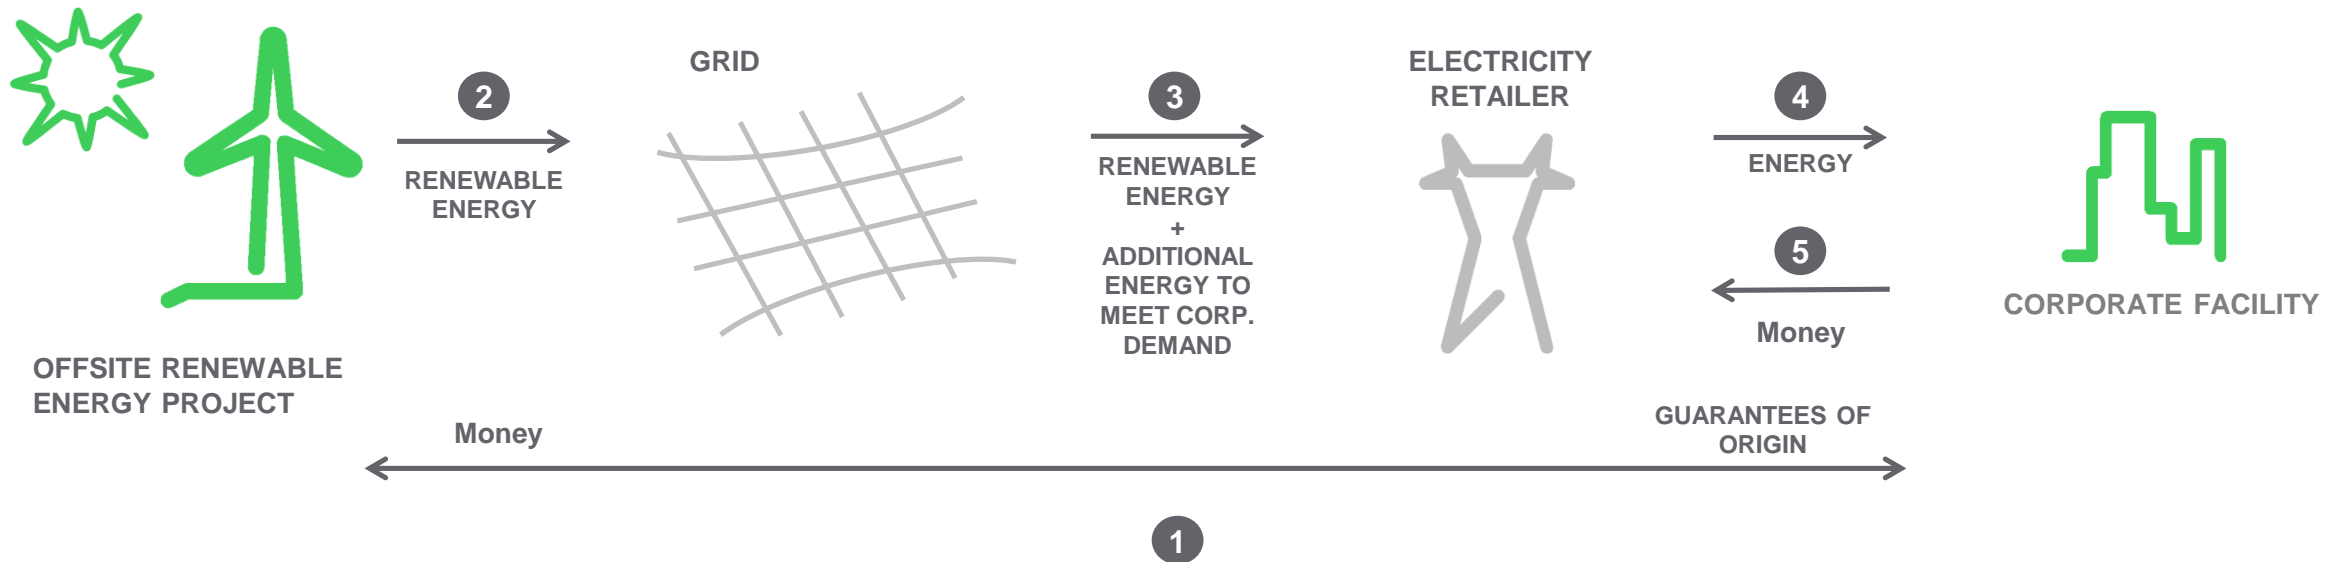 OFFSITE RENEWABLE
ENERGY PROJECT
2
RENEWABLE
ENERGY
GRID
3
RENEWABLE
ENERGY
+
ADDITIONAL
ENERGY TO
MEET CORP.
DEMAND
ELECTRICITY
RETAILER
4
ENERGY
5
Money
CORPORATE FACILITY
Money
GUARANTEES OF
ORIGIN
1